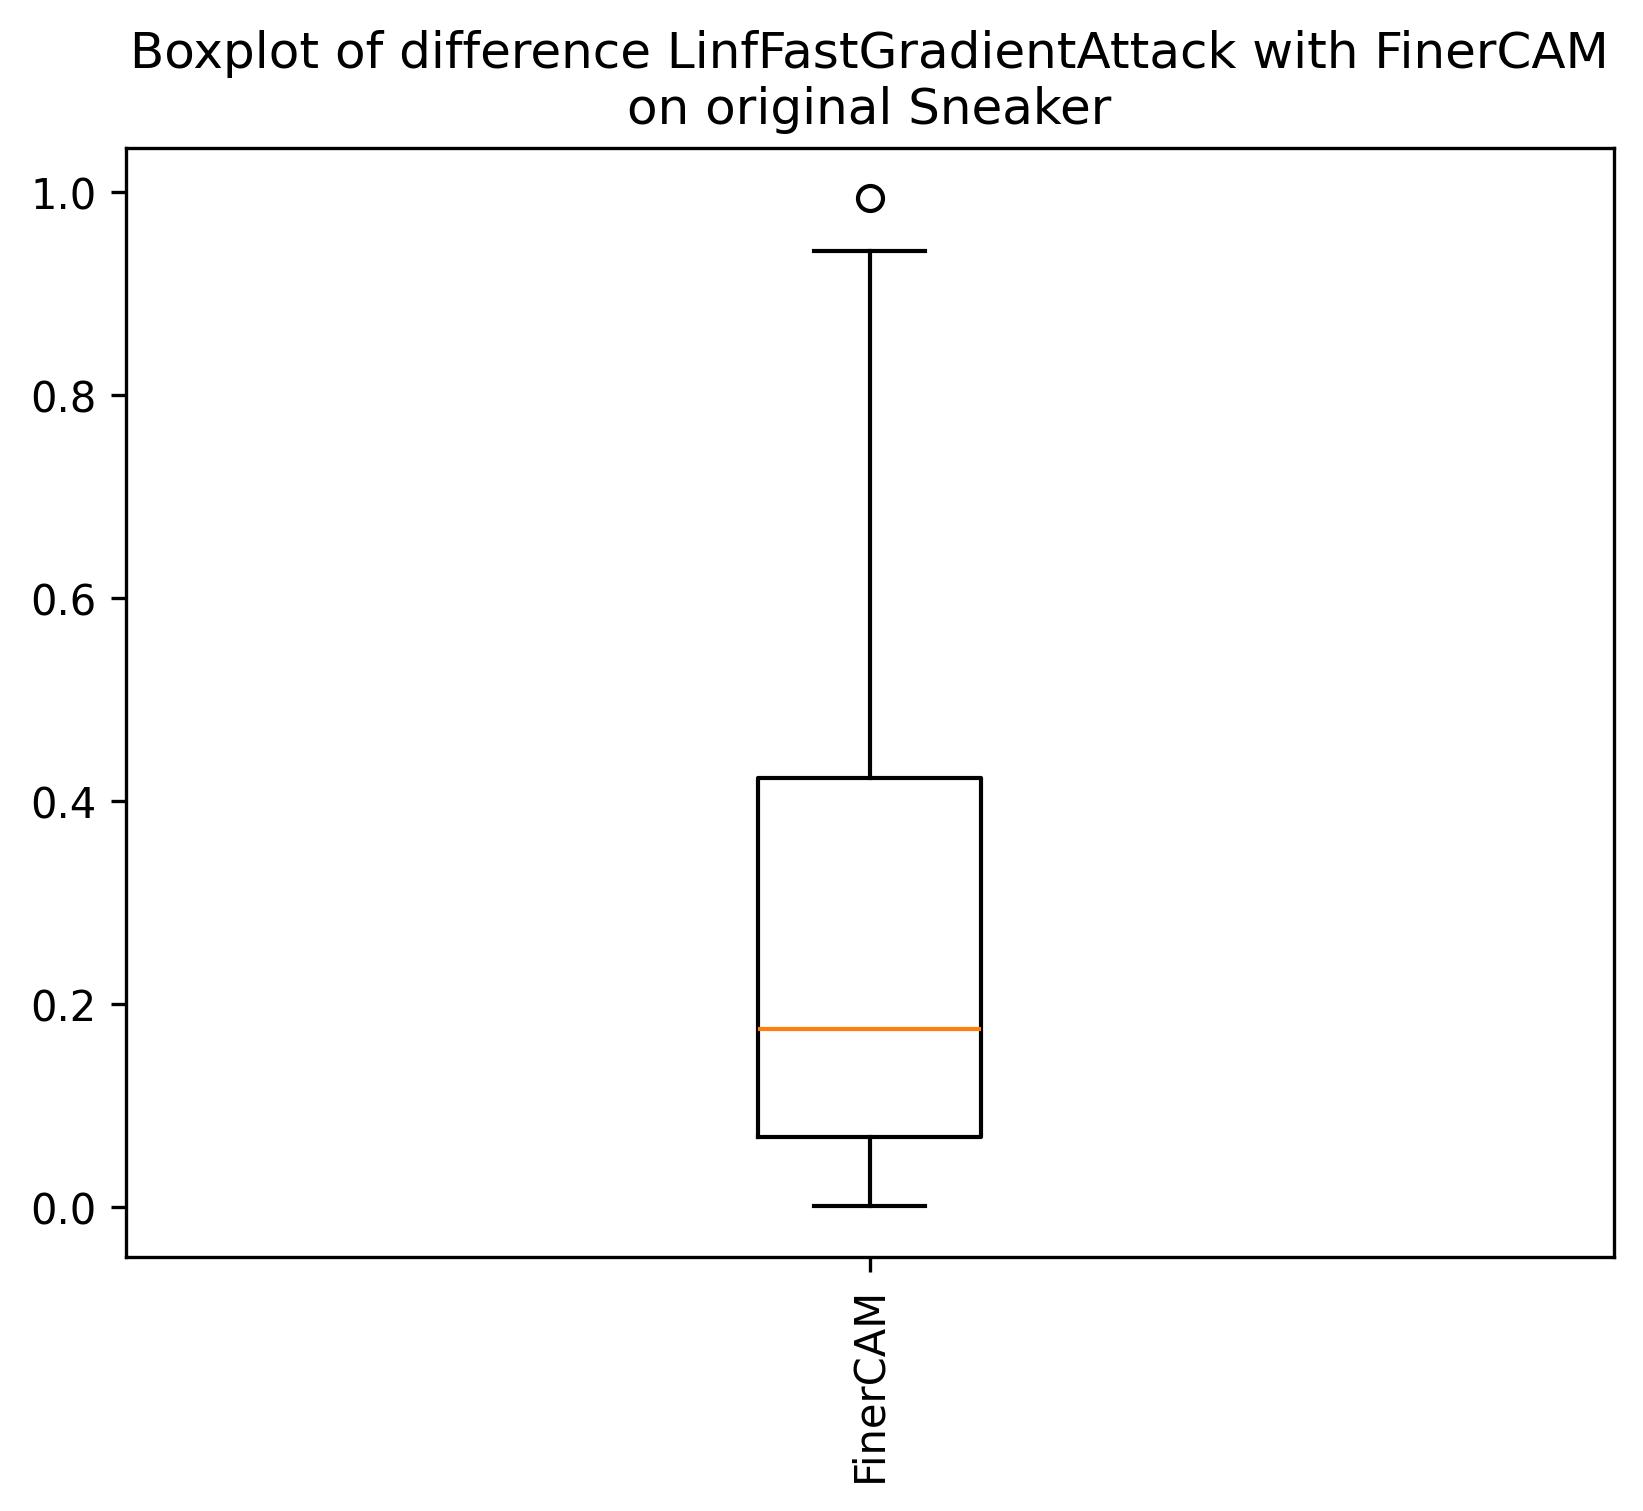 Boxplot of difference LinfFastGradientAttack with FinerCAM
on original Sneaker
1.0
0.8
0.6
0.4
0.2
0.0
FinerCAM